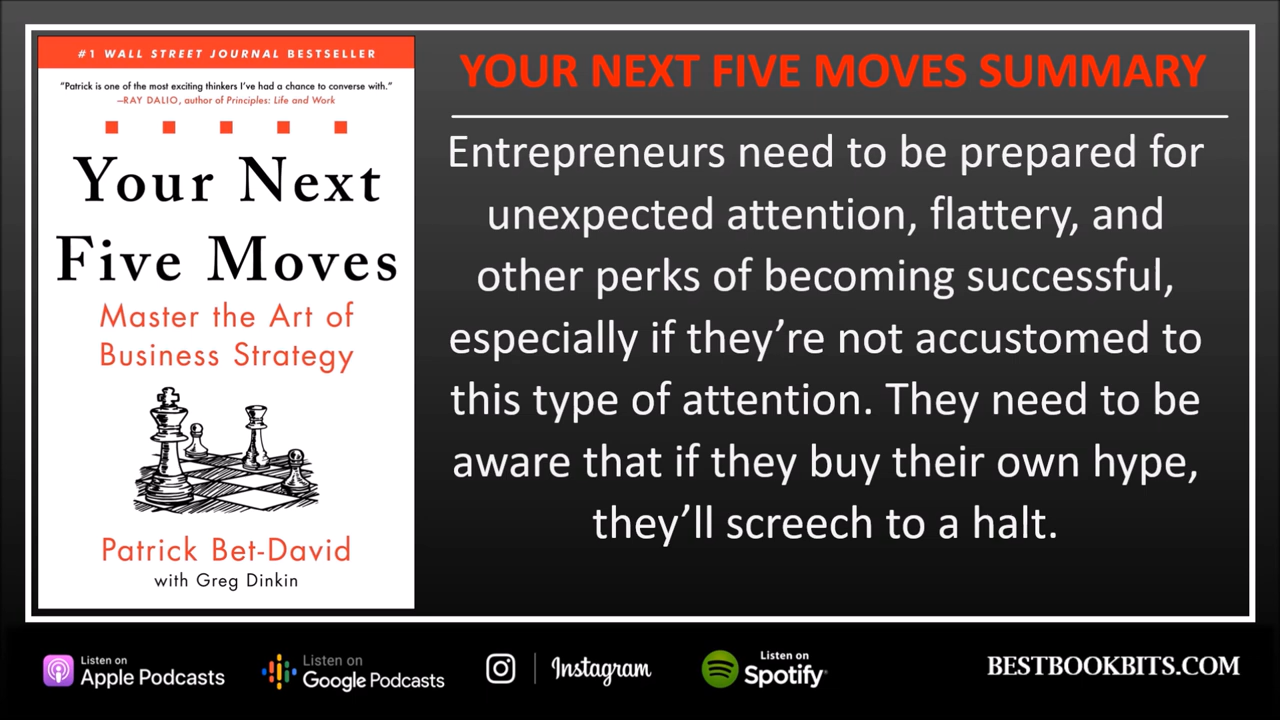 #1 WALL STREET JOURNAL BESTSELLER
“Patrick is one of the most exciting thinkers I’ve had a chance to converse with.”
—RAY DALIO, author of Principles: Life and Work
Your Next
Five Moves
Master the Art of
Business Strategy
Patrick Bet-David
with Greg Dinkin
YOUR NEXT FIVE MOVES SUMMARY
Entrepreneurs need to be prepared for
unexpected attention, flattery, and
other perks of becoming successful,
especially if they’re not accustomed to
this type of attention. They need to be
aware that if they buy their own hype,
they’ll screech to a halt.
Listen on
Apple Podcasts
Listen on
Google Podcasts
Instagram
Listen on
Spotify
BESTBOOKBITS.COM